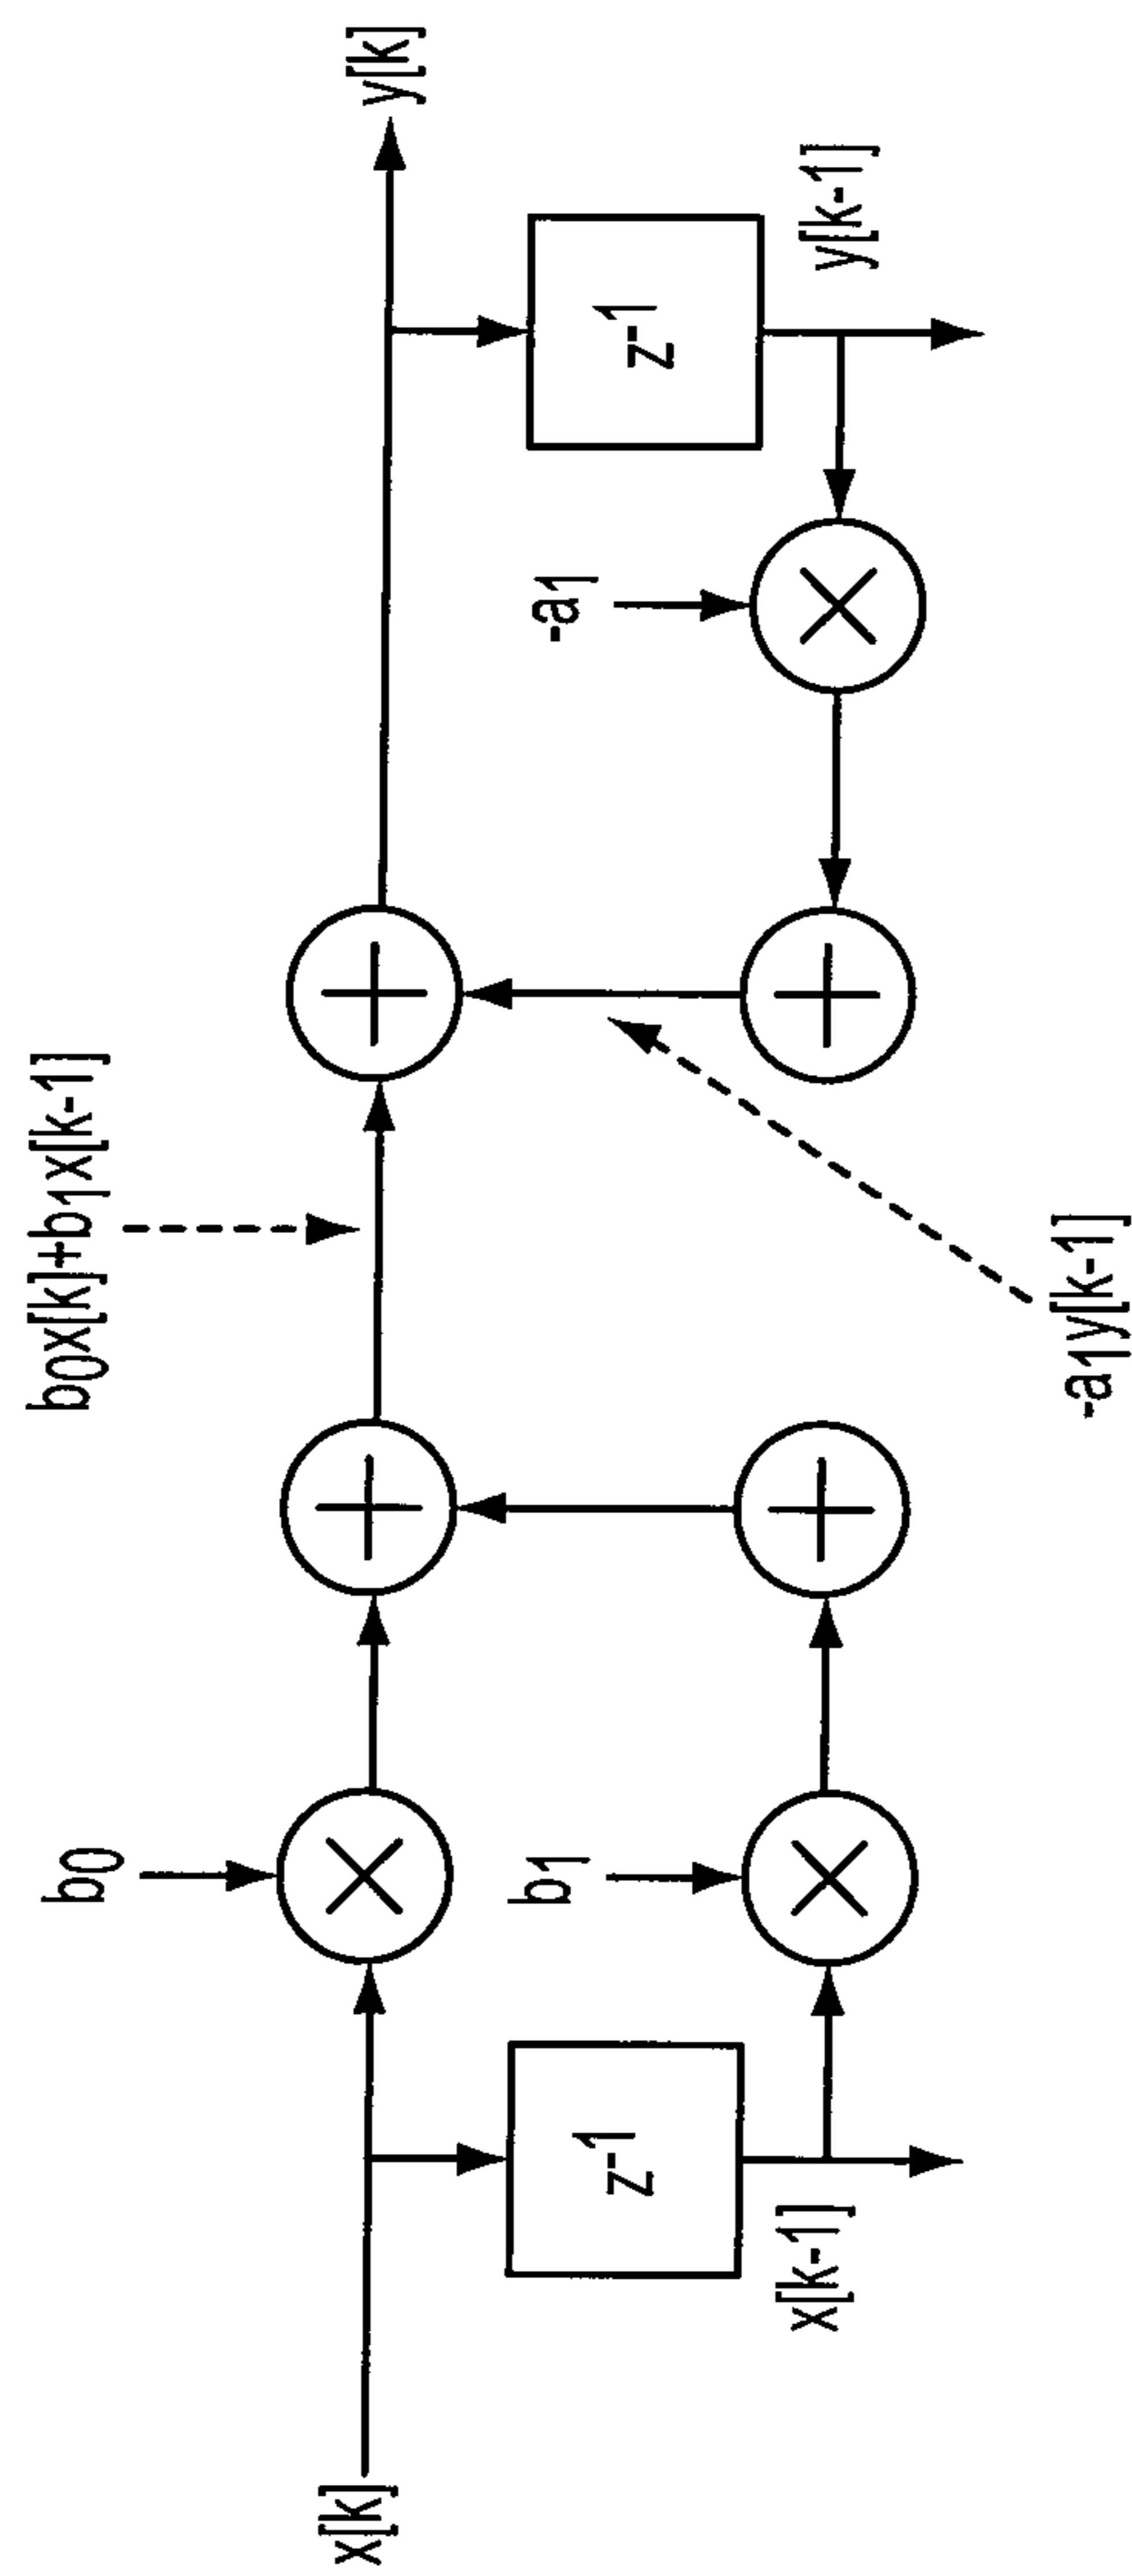 b₀x[k]+b₁x[k-1]
x[k]
b₀
y[k]
z⁻¹
b₁
-a₁
z⁻¹
x[k-1]
y[k-1]
-a₁y[k-1]